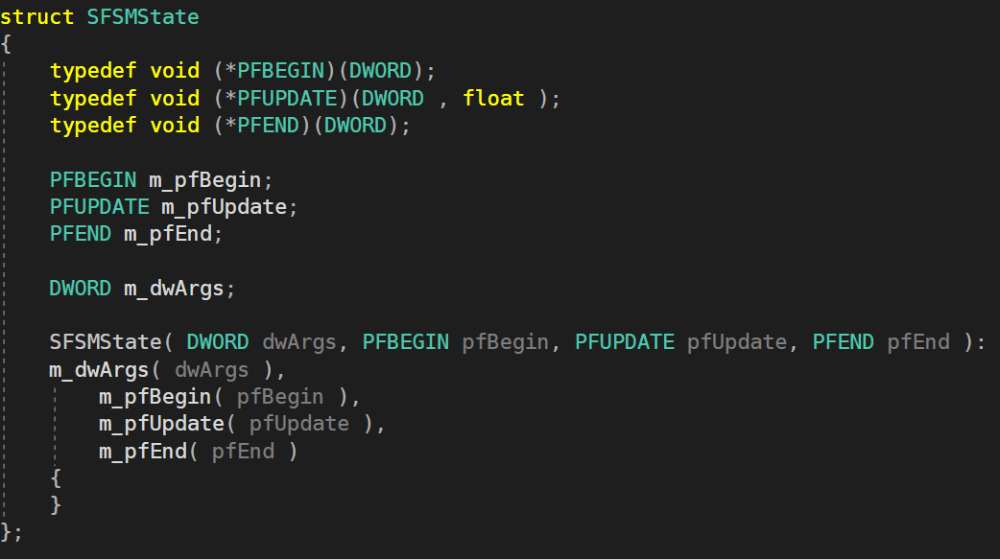 struct SFSMState
{
    typedef void (*PFBEGIN)(DWORD);
    typedef void (*PFUPDATE)(DWORD , float );
    typedef void (*PFEND)(DWORD);

    PFBEGIN m_pfBegin;
    PFUPDATE m_pfUpdate;
    PFEND m_pfEnd;

    DWORD m_dwArgs;

    SFSMState( DWORD dwArgs, PFBEGIN pfBegin, PFUPDATE pfUpdate, PFEND pfEnd ):
    m_dwArgs( dwArgs ),
        m_pfBegin( pfBegin ),
        m_pfUpdate( pfUpdate ),
        m_pfEnd( pfEnd )
    {
    }
};